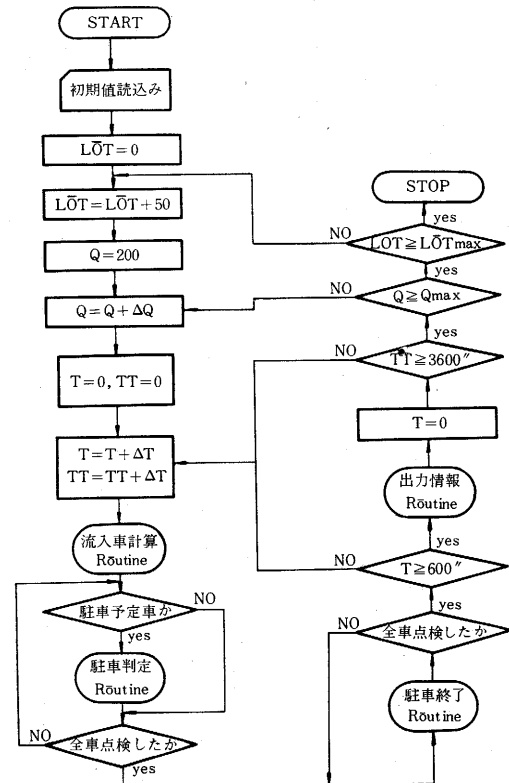 START
初期値読込み
LŌT=0
LŌT=LŌT+50
Q=200
Q=Q+ΔQ
T=0, TT=0
T=T+ΔT
TT=TT+ΔT
流入車計算
Rōutine
駐車予定車か
NO
yes
駐車判定
Rōutine
NO
全車点検したか
yes
STOP
yes
NO
LOT≧LŌTmax
yes
NO
Q≧Qmax
yes
NO
TT≧3600″
T=0
出力情報
Rōutine
yes
NO
T≧600″
yes
NO
全車点検したか
駐車終了
Rōutine